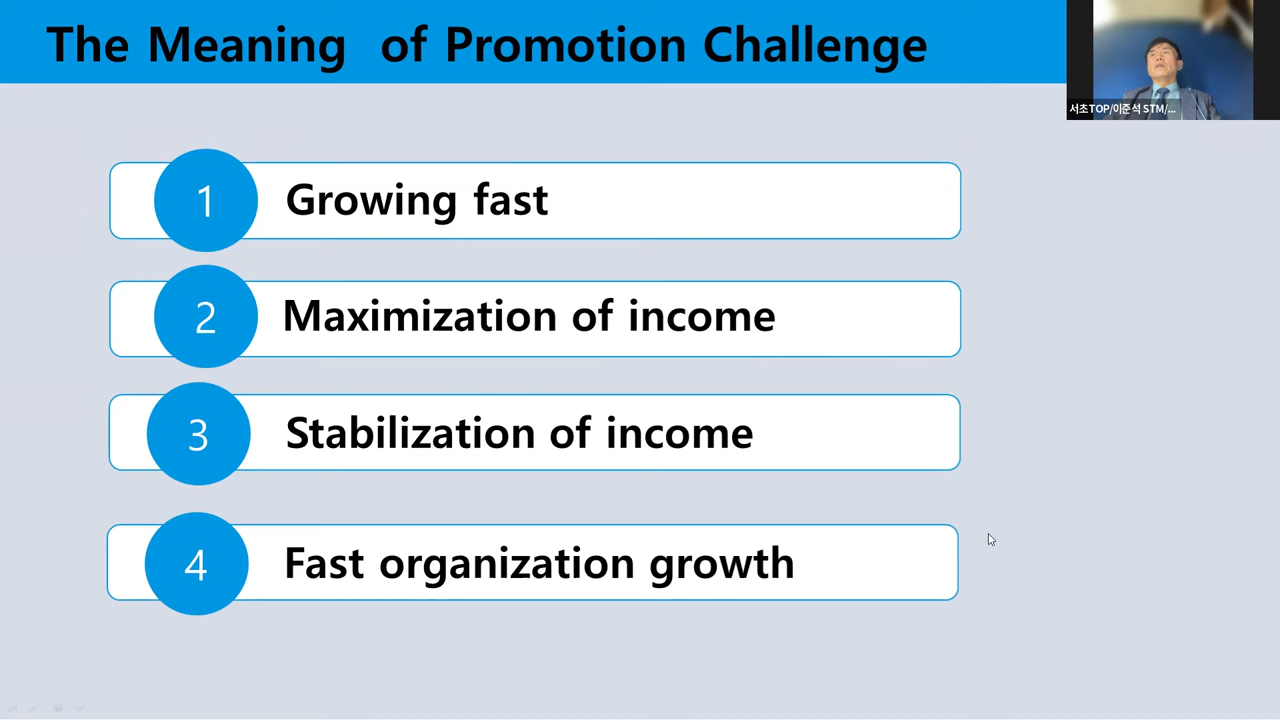 The Meaning of Promotion Challenge
서초TOP/이준석 STM/...
1 Growing fast
2 Maximization of income
3 Stabilization of income
4 Fast organization growth